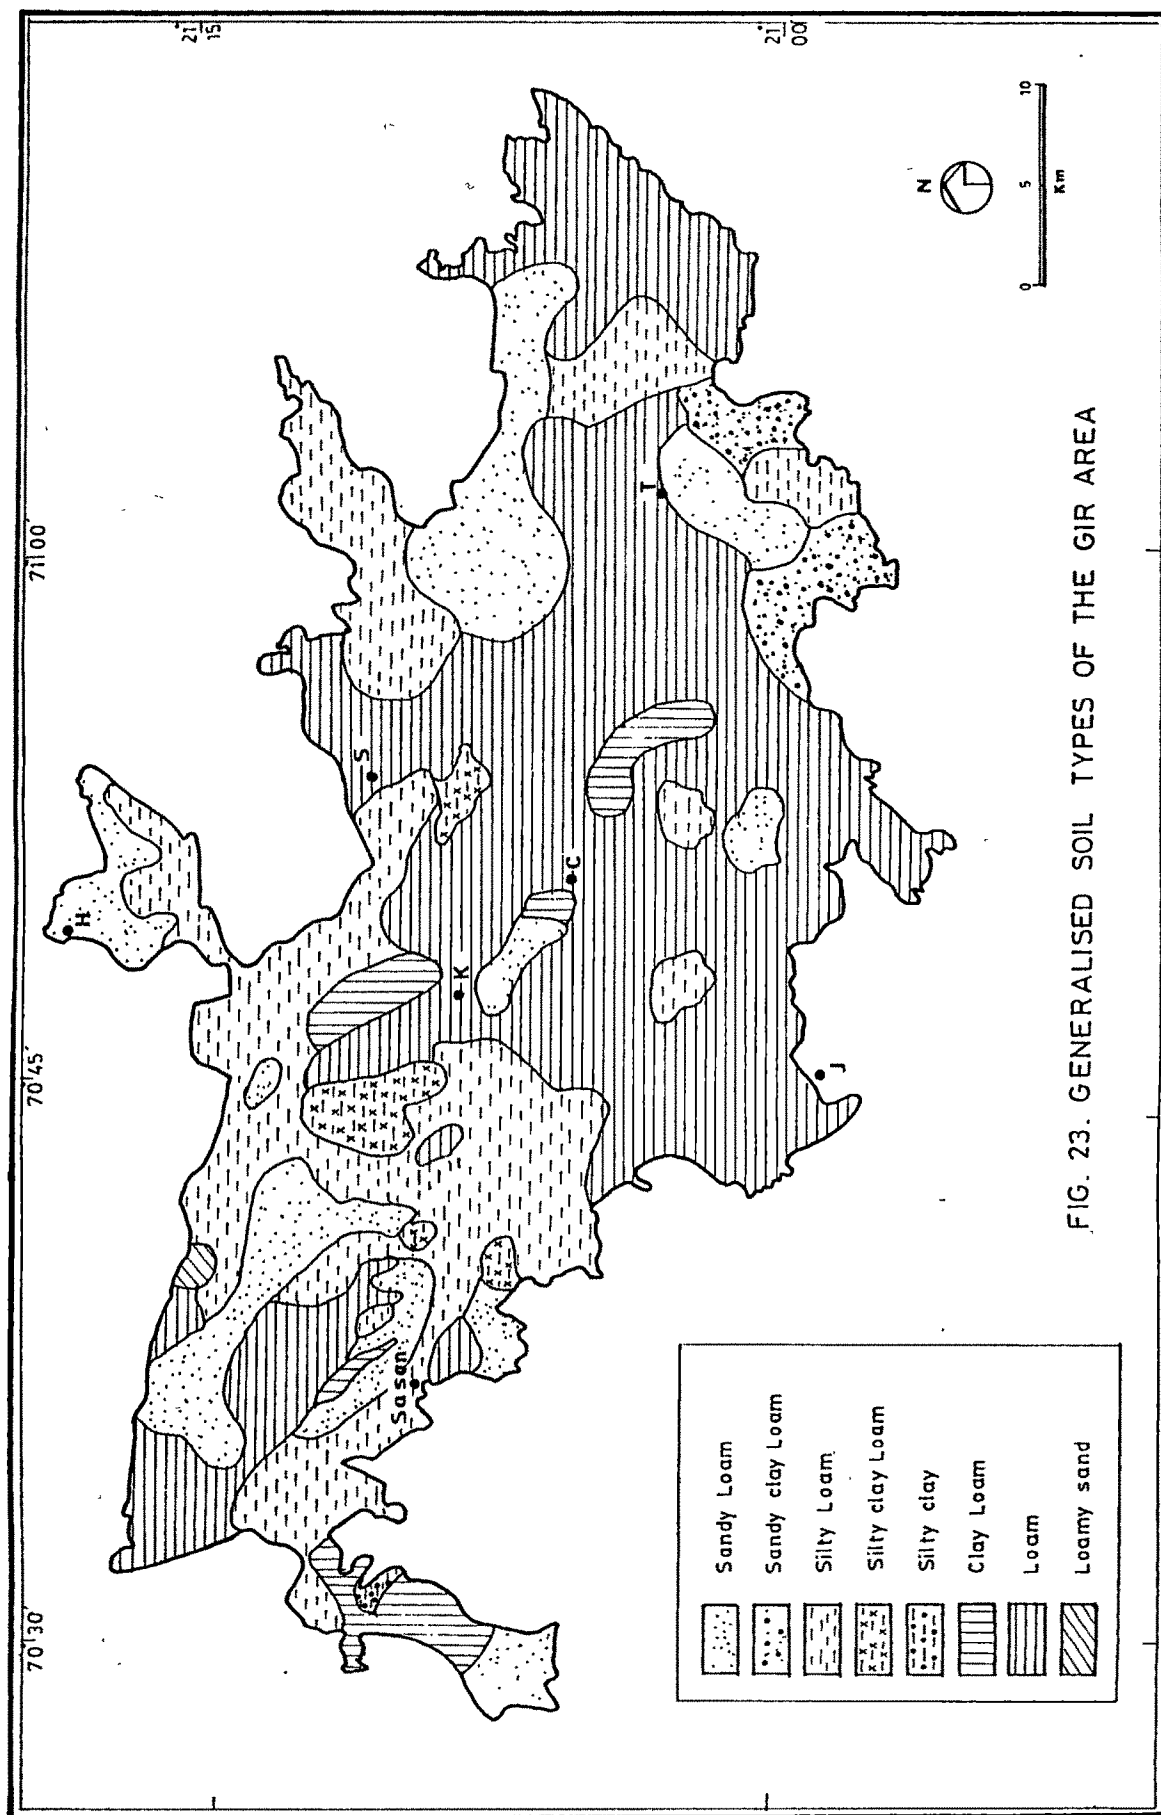 70°30′
70°45′
71°00′
21°
15′
21°
00′
H
S
K
C
T
J
Sasan
N
0 5 10
Km
Sandy Loam
Sandy clay Loam
Silty Loam
Silty clay Loam
Silty clay
Clay Loam
Loam
Loamy sand
FIG. 23. GENERALISED SOIL TYPES OF THE GIR AREA